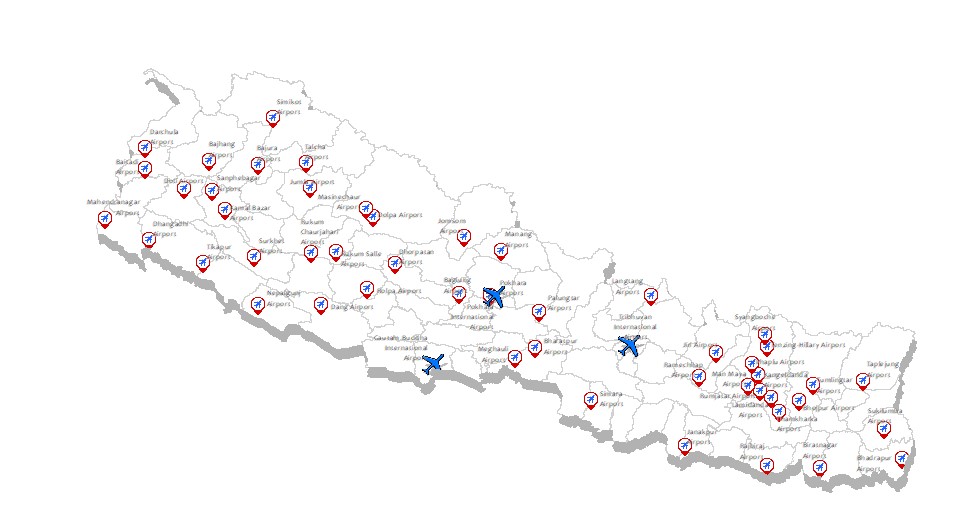 Simikot
Airport
Darchula
Airport
Bajhang
Airport
Bajura
Airport
Talcha
Airport
Baitadi
Airport
Doti Airport
Sanphebagar
Airport
Jumla Airport
Masinechaur
Airport
Dolpa Airport
Mahendranagar
Airport
Kamal Bazar
Airport
Dhangadhi
Airport
Rukum
Chaurjahari
Airport
Jomsom
Airport
Manang
Airport
Tikapur
Airport
Surkhet
Airport
Rukum Salle
Airport
Dhorpatan
Airport
Langtang
Airport
Nepalgunj
Airport
Dang Airport
Rolpa Airport
Baglung
Airport
Pokhara
Airport
Pokhara
International
Airport
Palungtar
Airport
Tribhuvan
International
Airport
Syangboche
Airport
Gautam Buddha
International
Airport
Meghauli
Airport
Bharatpur
Airport
Jiri Airport
Tenzing-Hillary Airport
Ramechhap
Airport
Phaplu Airport
Man Maya
Airport
Kangeldanda
Airport
Tumlingtar
Airport
Taplejung
Airport
Simara
Airport
Rumjatar Airport
Lamidanda
Airport
Thamkharka
Airport
Bhojpur Airport
Sukilumba
Airport
Janakpur
Airport
Rajbiraj
Airport
Biratnagar
Airport
Bhadrapur
Airport